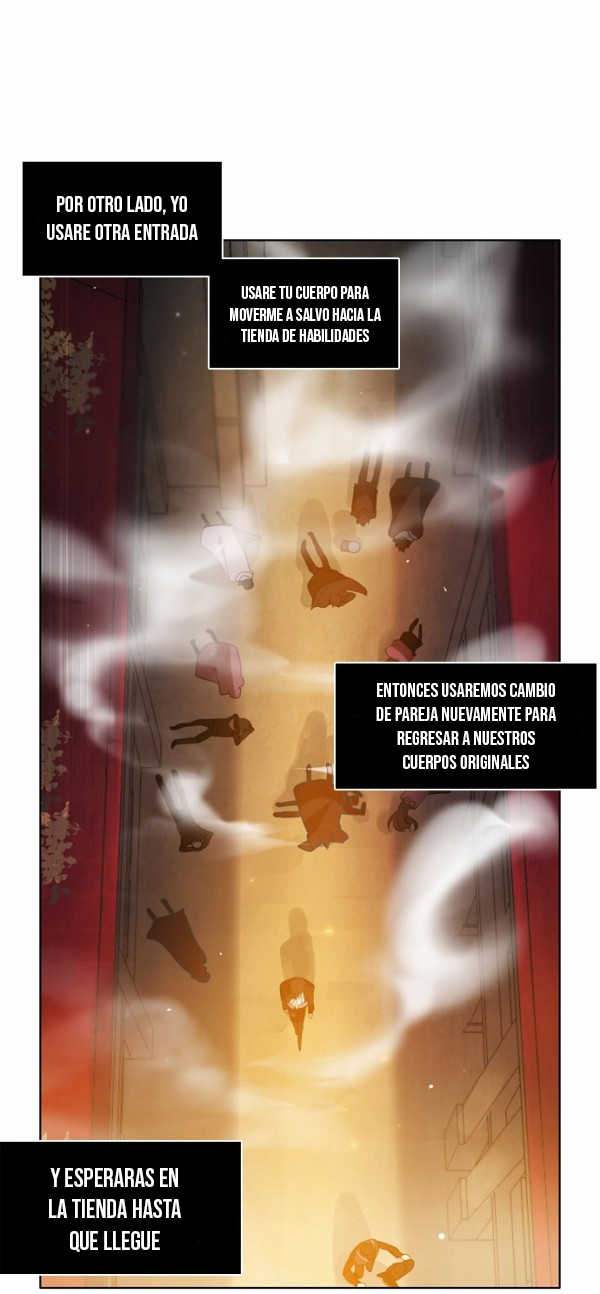 POR OTRO LADO, YO
USARE OTRA ENTRADA
USARE TU CUERPO PARA
MOVERME A SALVO HACIA LA
TIENDA DE HABILIDADES
ENTONCES USAREMOS CAMBIO
DE PAREJA NUEVAMENTE PARA
REGRESAR A NUESTROS
CUERPOS ORIGINALES
Y ESPERARAS EN
LA TIENDA HASTA
QUE LLEGUE